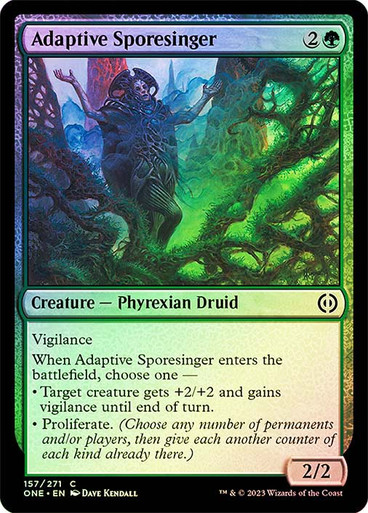 Adaptive Sporesinger 2
Creature — Phyrexian Druid
Vigilance
When Adaptive Sporesinger enters the
battlefield, choose one —
• Target creature gets +2/+2 and gains
vigilance until end of turn.
• Proliferate. (Choose any number of permanents
and/or players, then give each another counter of
each kind already there.)
2/2
157/271 C
ONE • EN Dave Kendall ™ & © 2023 Wizards of the Coast